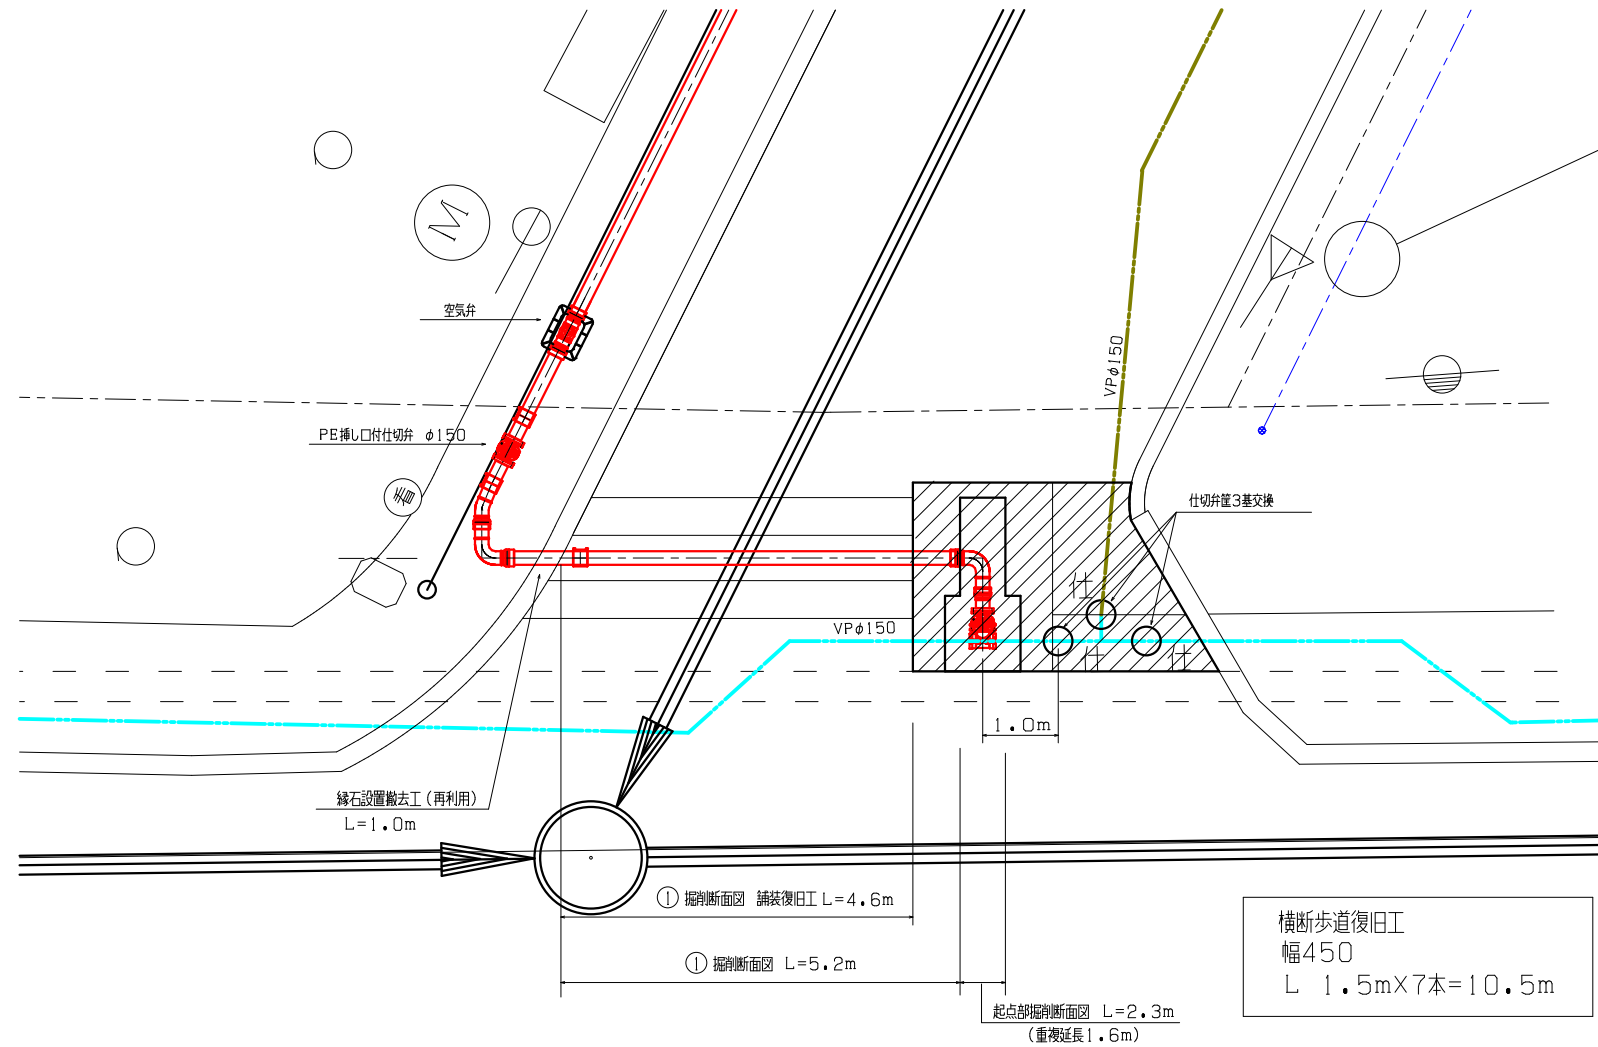 M
空気弁
PE挿し口付仕切弁 φ150
着
VPφ150
仕切弁筐3基交換
仕
VPφ150
仕
仕
1.0m
縁石設置撤去工(再利用)
L=1.0m
① 掘削断面図 舗装復旧工 L=4.6m
① 掘削断面図 L=5.2m
起点部掘削断面図 L=2.3m
(重複延長1.6m)
横断歩道復旧工
幅450
L 1.5m×7本=10.5m